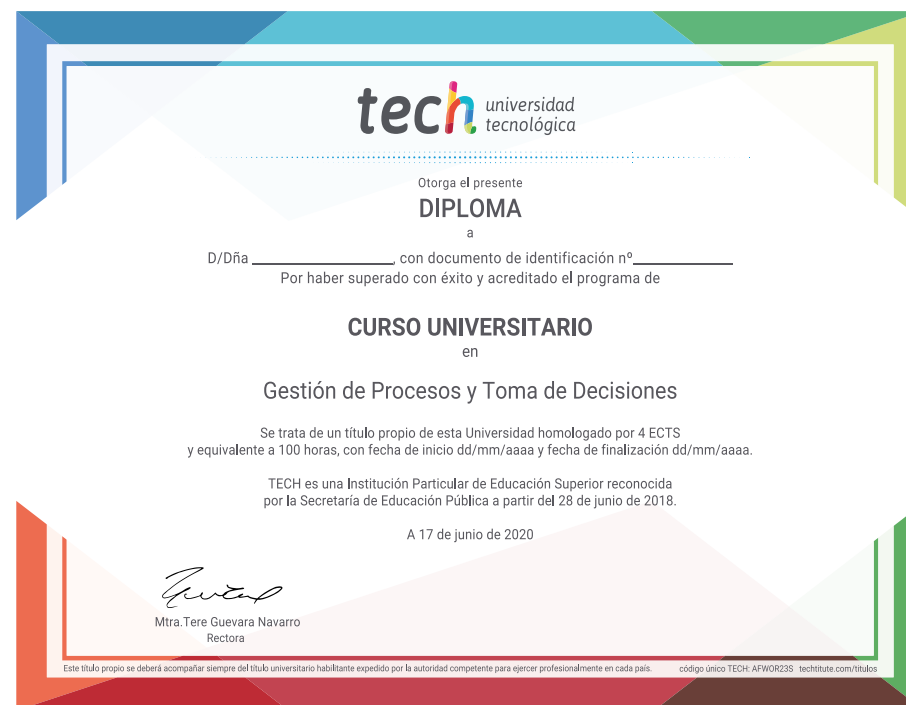 tech universidad
tecnológica
Otorga el presente
DIPLOMA
a
D/Dña ____________________, con documento de identificación nº______________
Por haber superado con éxito y acreditado el programa de
CURSO UNIVERSITARIO
en
Gestión de Procesos y Toma de Decisiones
Se trata de un título propio de esta Universidad homologado por 4 ECTS
y equivalente a 100 horas, con fecha de inicio dd/mm/aaaa y fecha de finalización dd/mm/aaaa.
TECH es una Institución Particular de Educación Superior reconocida
por la Secretaría de Educación Pública a partir del 28 de junio de 2018.
A 17 de junio de 2020
Mtra.Tere Guevara Navarro
Rectora
Este título propio se deberá acompañar siempre del título universitario habilitante expedido por la autoridad competente para ejercer profesionalmente en cada país. código único TECH: AFWOR23S techtitute.com/titulos